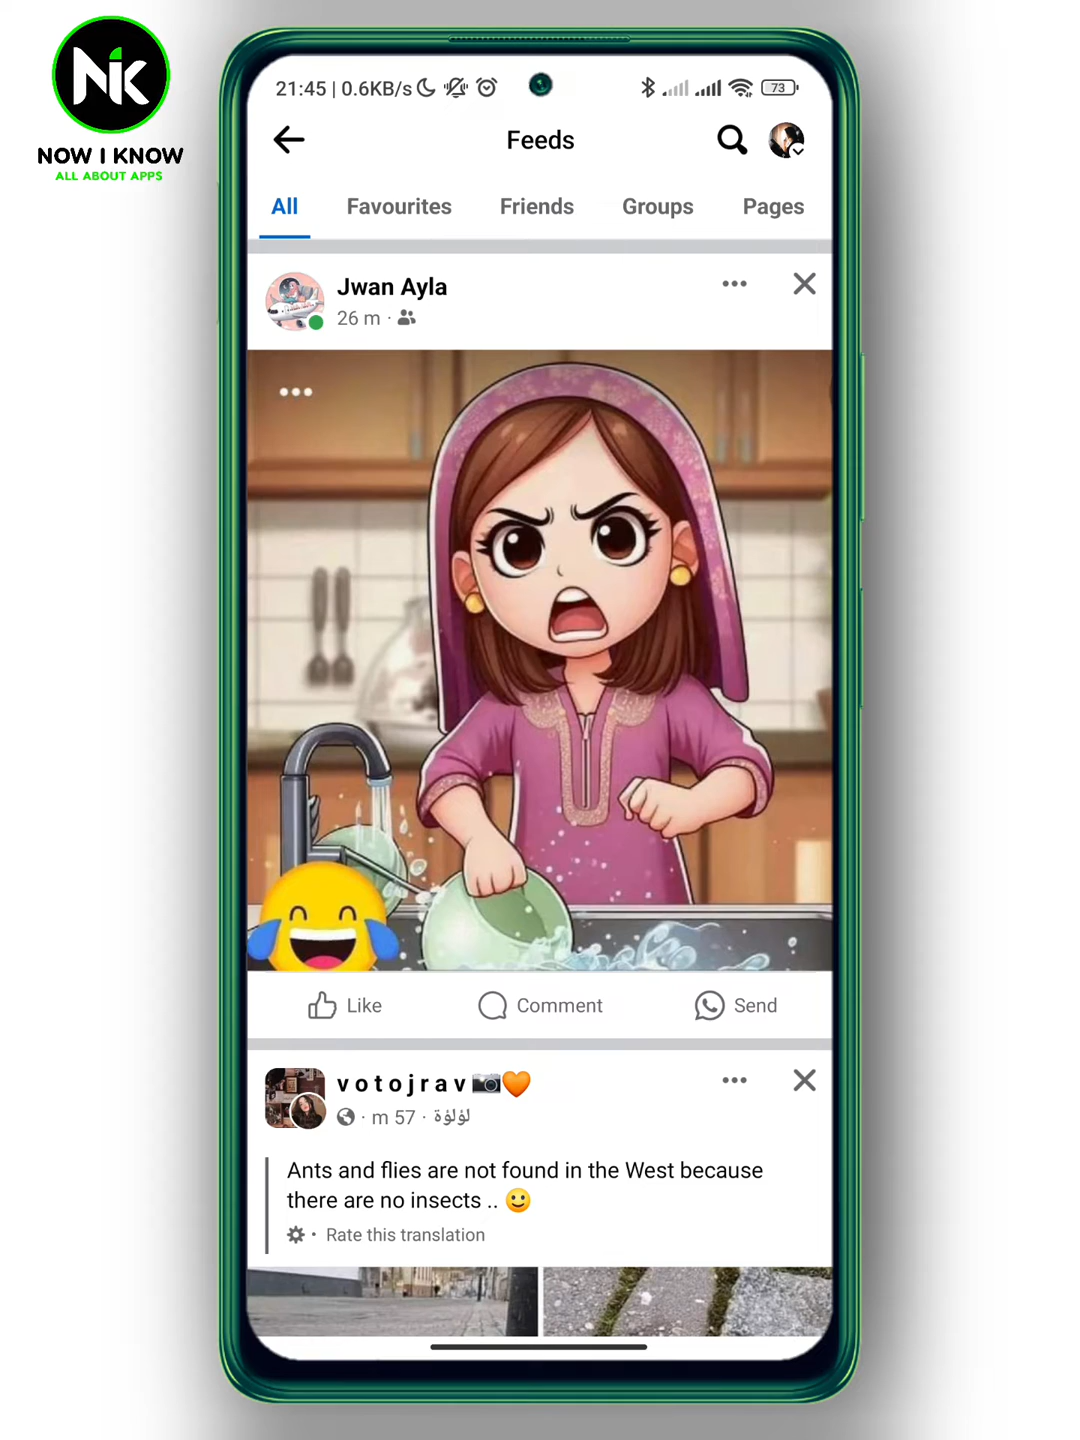 NiK
NOW I KNOW
ALL ABOUT APPS
21:45 | 0.6KB/s
73
Feeds
All Favourites Friends Groups Pages
Jwan Ayla
26 m ·
Like Comment Send
v o t o j r a v 📷🧡
· m 57 · لؤلؤة
Ants and flies are not found in the West because
there are no insects .. 🙂
· Rate this translation